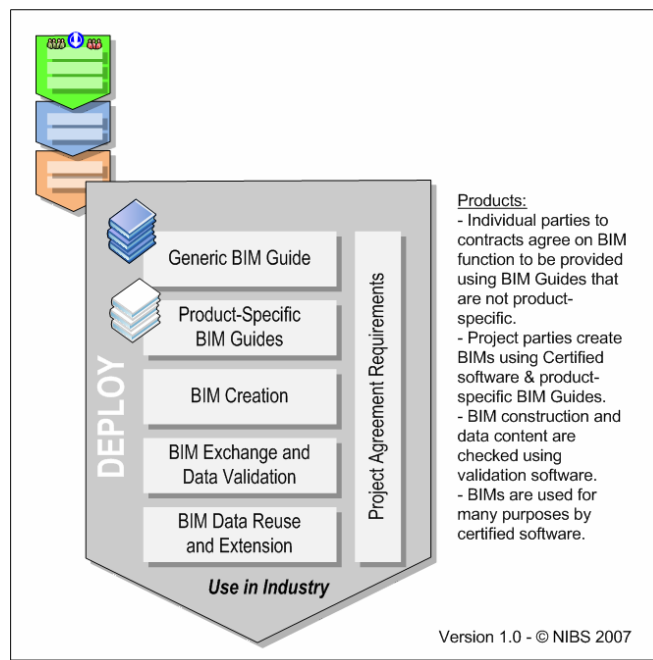 DEPLOY
Generic BIM Guide
Product-Specific
BIM Guides
BIM Creation
BIM Exchange and
Data Validation
BIM Data Reuse
and Extension
Project Agreement Requirements
Use in Industry
Products:
- Individual parties to
contracts agree on BIM
function to be provided
using BIM Guides that
are not product-
specific.
- Project parties create
BIMs using Certified
software & product-
specific BIM Guides.
- BIM construction and
data content are
checked using
validation software.
- BIMs are used for
many purposes by
certified software.
Version 1.0 - © NIBS 2007